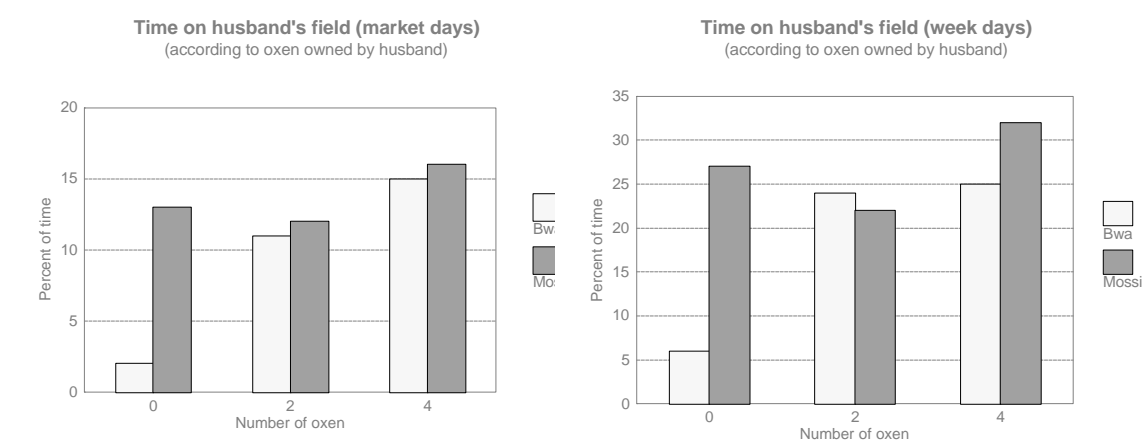 Time on husband's field (market days)
(according to oxen owned by husband)
20
15
10
5
0
Percent of time
0 2 4
Number of oxen
Time on husband's field (week days)
(according to oxen owned by husband)
35
30
25
20
15
10
5
0
Percent of time
0 2 4
Number of oxen
Bwa
Mossi